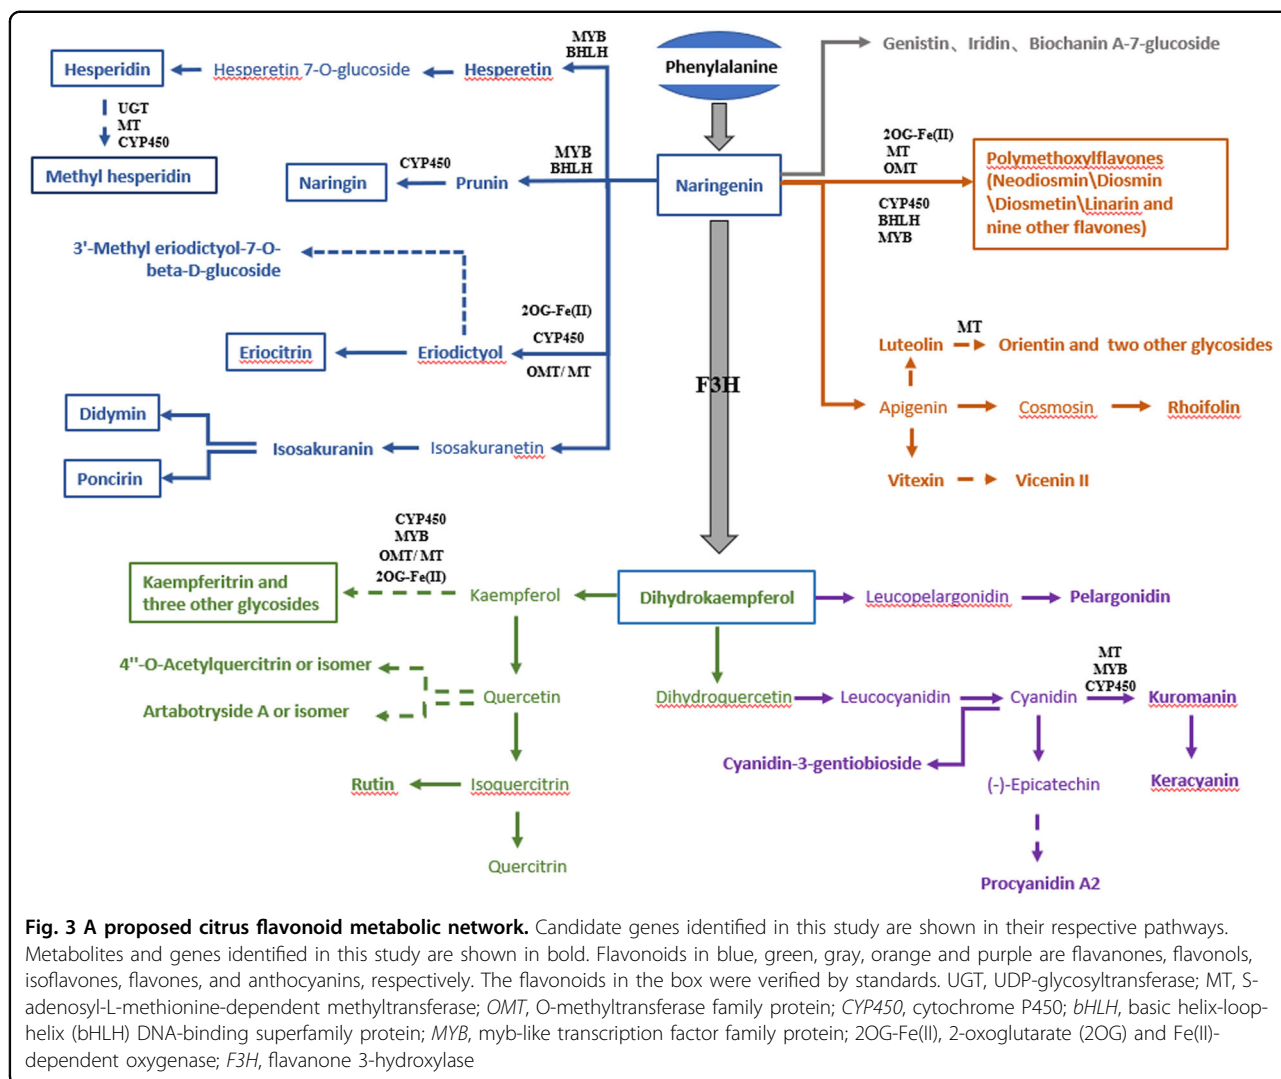 MYB
BHLH
Phenylalanine
Genistin、Iridin、Biochanin A-7-glucoside
Hesperidin
Hesperetin 7-O-glucoside
Hesperetin
UGT
MT
CYP450
Methyl hesperidin
Naringin
CYP450
Prunin
MYB
BHLH
Naringenin
2OG-Fe(II)
MT
OMT
CYP450
BHLH
MYB
Polymethoxylflavones
(Neodiosmin\Diosmin
\Diosmetin\Linarin and
nine other flavones)
3'-Methyl eriodictyol-7-O-
beta-D-glucoside
2OG-Fe(II)
CYP450
OMT/ MT
Eriocitrin
Eriodictyol
F3H
MT
Luteolin
Orientin and two other glycosides
Apigenin
Cosmosin
Rhoifolin
Vitexin
Vicenin II
Didymin
Poncirin
Isosakuranin
Isosakuranetin
CYP450
MYB
OMT/ MT
2OG-Fe(II)
Kaempferitrin and
three other glycosides
Kaempferol
Dihydrokaempferol
Leucopelargonidin
Pelargonidin
4''-O-Acetylquercitrin or isomer
Artabotryside A or isomer
Quercetin
Dihydroquercetin
Leucocyanidin
Cyanidin
MT
MYB
CYP450
Kuromanin
Cyanidin-3-gentiobioside
Rutin
Isoquercitrin
(-)-Epicatechin
Keracyanin
Quercitrin
Procyanidin A2
Fig. 3 A proposed citrus flavonoid metabolic network. Candidate genes identified in this study are shown in their respective pathways.
Metabolites and genes identified in this study are shown in bold. Flavonoids in blue, green, gray, orange and purple are flavanones, flavonols,
isoflavones, flavones, and anthocyanins, respectively. The flavonoids in the box were verified by standards. UGT, UDP-glycosyltransferase; MT, S-
adenosyl-L-methionine-dependent methyltransferase; OMT, O-methyltransferase family protein; CYP450, cytochrome P450; bHLH, basic helix-loop-
helix (bHLH) DNA-binding superfamily protein; MYB, myb-like transcription factor family protein; 2OG-Fe(II), 2-oxoglutarate (2OG) and Fe(II)-
dependent oxygenase; F3H, flavanone 3-hydroxylase